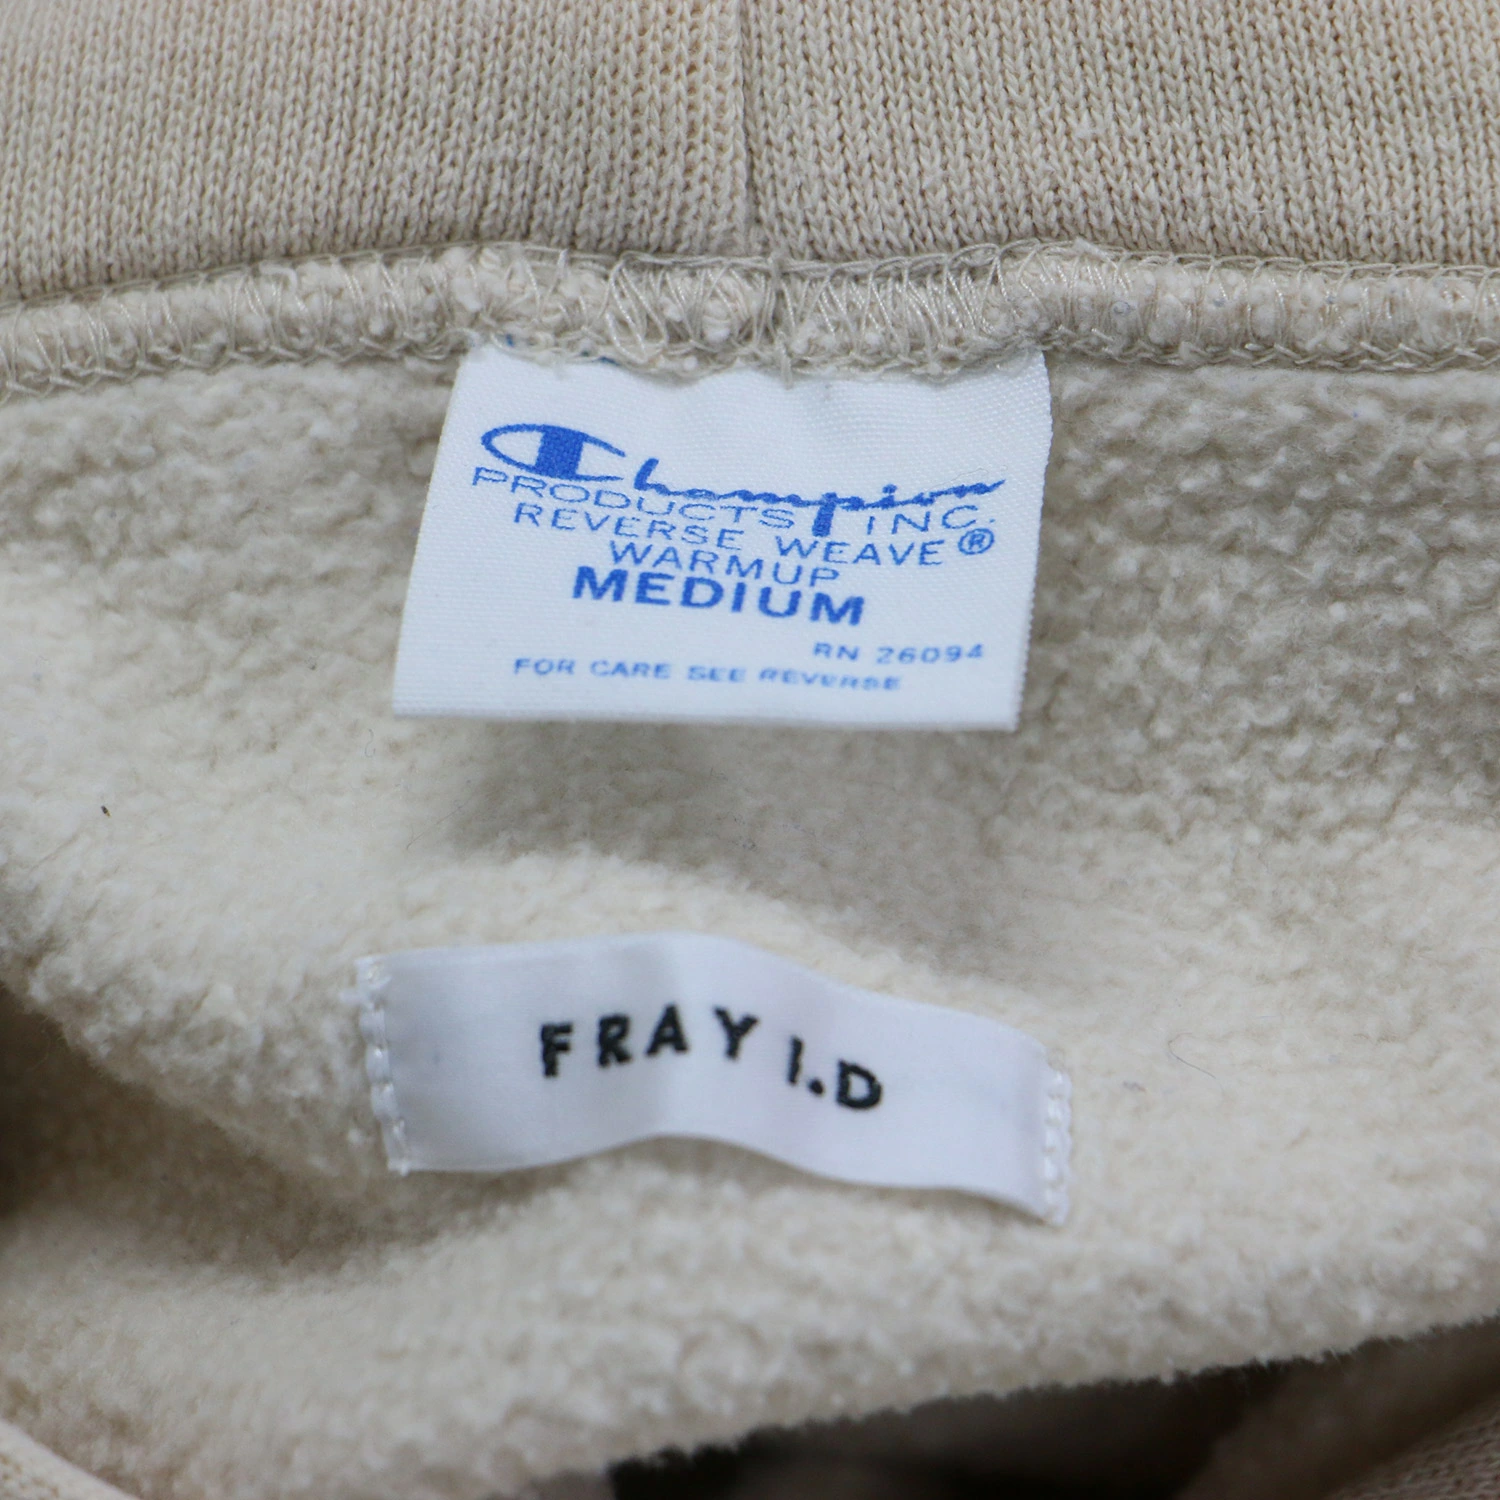 Champion
PRODUCTS INC.
REVERSE WEAVE®
WARMUP
MEDIUM
RN 26094
FOR CARE SEE REVERSE
FRAY I.D